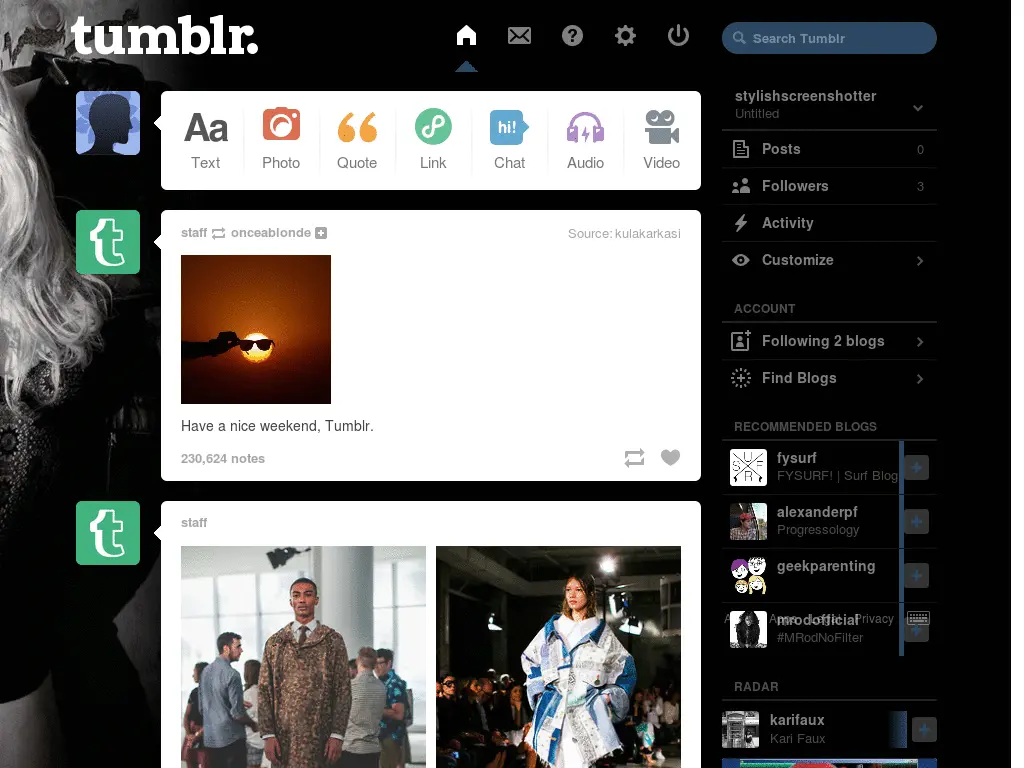 tumblr.
Search Tumblr
Aa
Text
Photo
Quote
Link
hi!
Chat
Audio
Video
stylishscreenshotter
Untitled
Posts 0
Followers 3
Activity
Customize
ACCOUNT
Following 2 blogs
Find Blogs
RECOMMENDED BLOGS
SURF
fysurf
FYSURF! | Surf Blog
alexanderpf
Progressology
geekparenting
mrodofficial
Legal Privacy
#MRodNoFilter
RADAR
karifaux
Kari Faux
t
staff onceablonde
Source: kulakarkasi
Have a nice weekend, Tumblr.
230,624 notes
t
staff